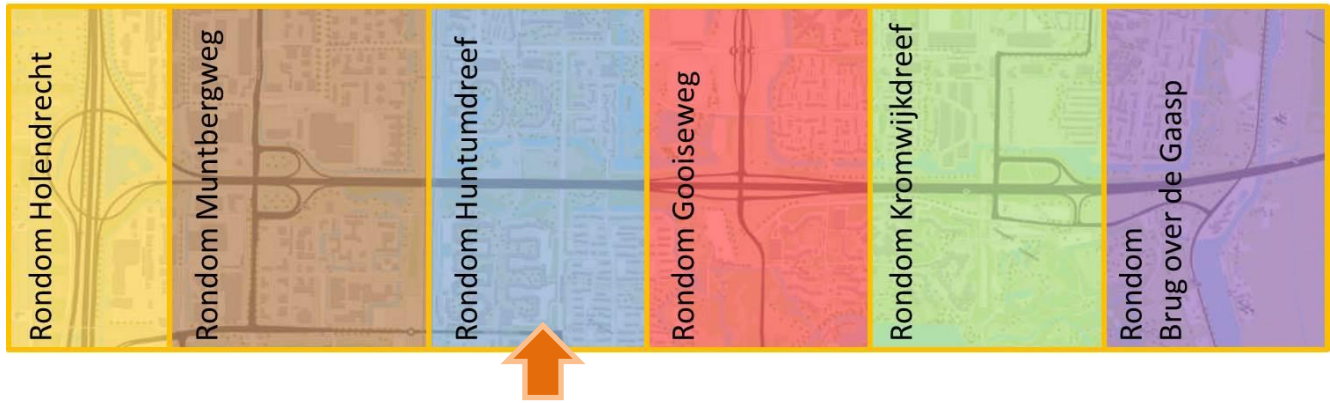 Rondom Holendrecht
Rondom Muntbergweg
Rondom Huntumdreef
Rondom Gooiseweg
Rondom Kromwijkdreef
Rondom
Brug over de Gaasp